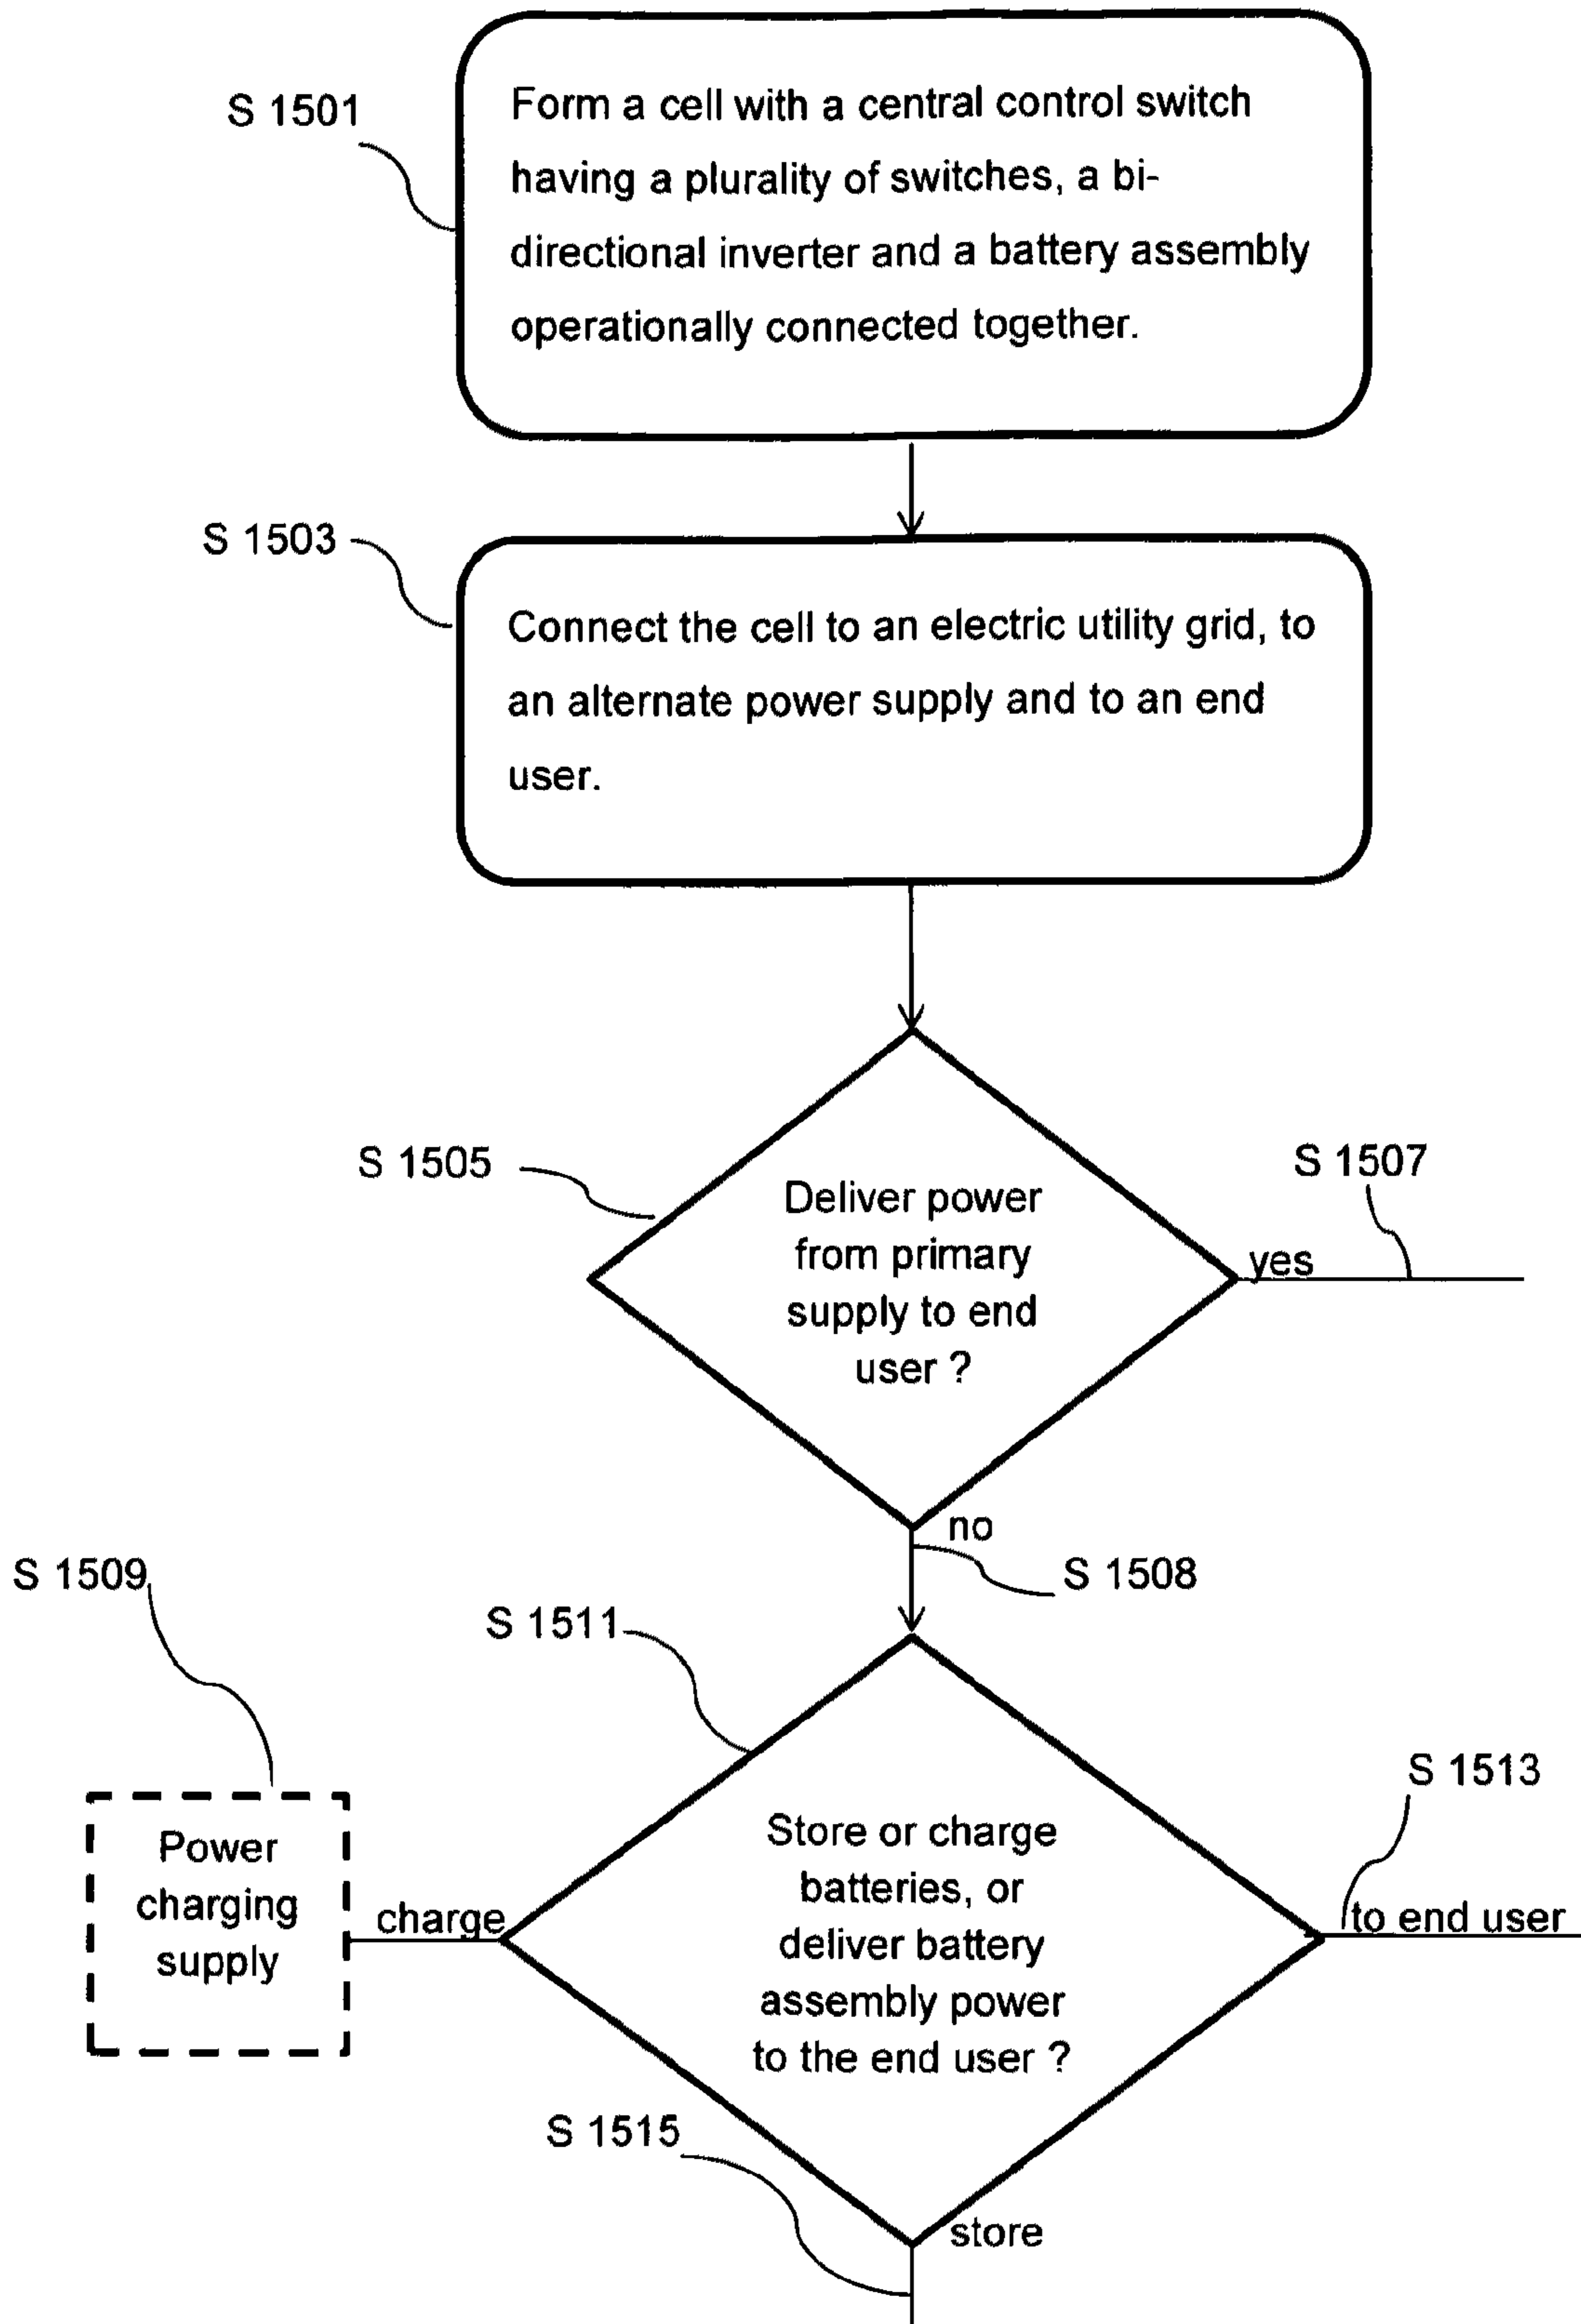 S 1501
Form a cell with a central control switch
having a plurality of switches, a bi-
directional inverter and a battery assembly
operationally connected together.
S 1503
Connect the cell to an electric utility grid, to
an alternate power supply and to an end
user.
S 1505
Deliver power
from primary
supply to end
user ?
S 1507
yes
no
S 1508
S 1509
S 1511
Power
charging
supply
charge
Store or charge
batteries, or
deliver battery
assembly power
to the end user ?
S 1513
to end user
S 1515
store